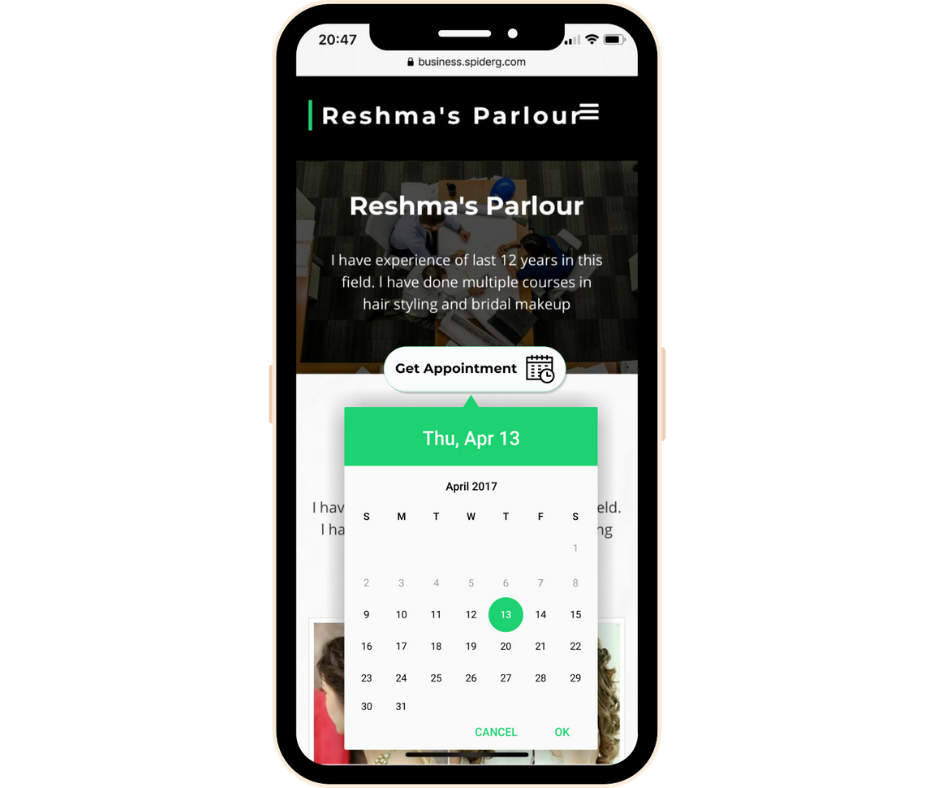 20:47
business.spiderg.com
Reshma's Parlour
Reshma's Parlour
I have experience of last 12 years in this
field. I have done multiple courses in
hair styling and bridal makeup
Get Appointment
Thu, Apr 13
April 2017
S M T W T F S
1
2 3 4 5 6 7 8
9 10 11 12 13 14 15
16 17 18 19 20 21 22
23 24 25 26 27 28 29
30 31
I hav eld.
I ha ng
CANCEL OK